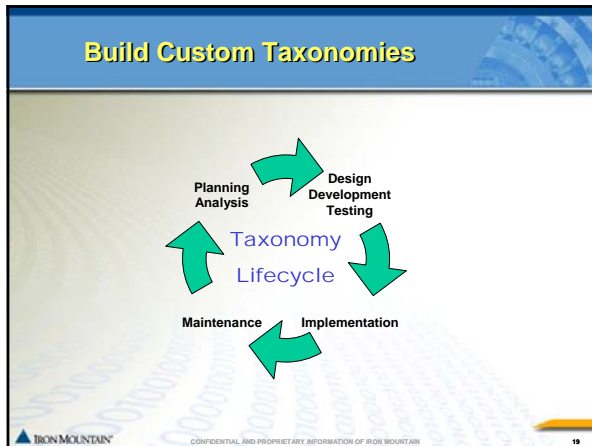 Build Custom Taxonomies
Planning
Analysis
Design
Development
Testing
Taxonomy
Lifecycle
Maintenance
Implementation
IRON MOUNTAIN®
CONFIDENTIAL AND PROPRIETARY INFORMATION OF IRON MOUNTAIN
19